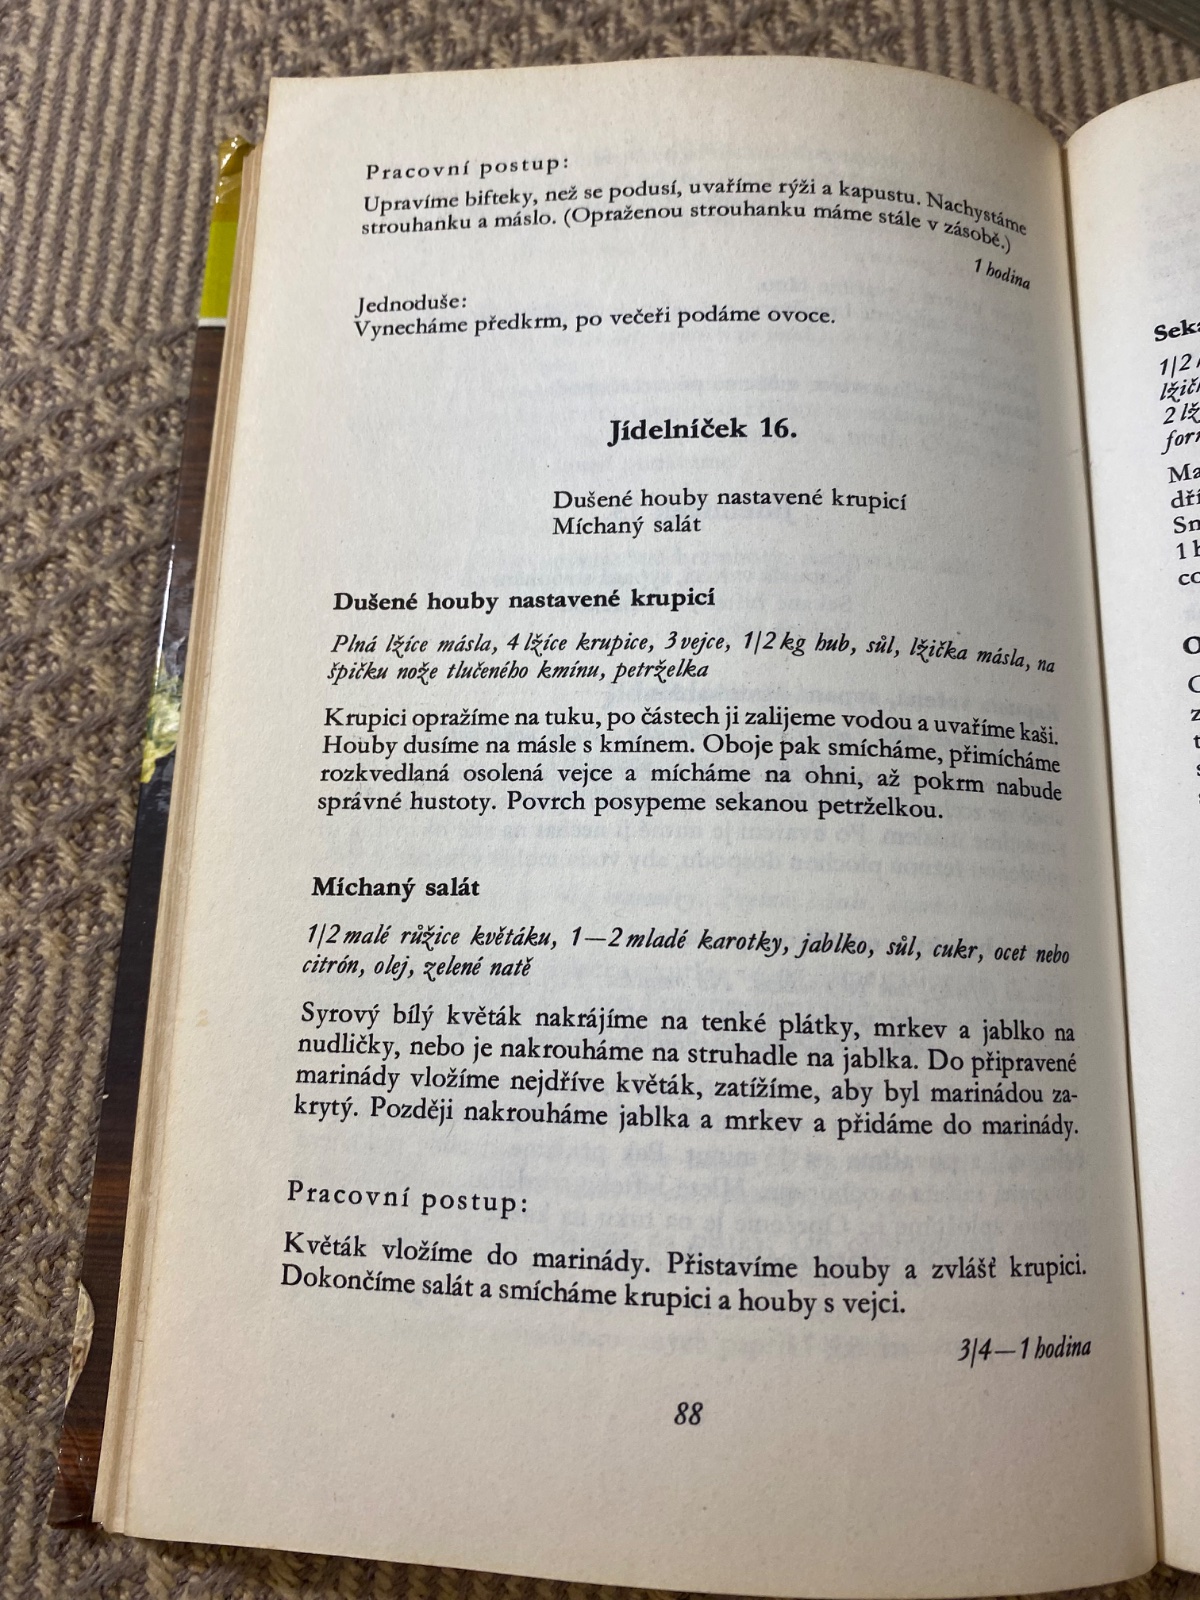 Pracovní postup:
Upravíme bifteky, než se podusí, uvaříme rýži a kapustu. Nachystáme
strouhanku a máslo. (Opraženou strouhanku máme stále v zásobě.)
1 hodina
Jednoduše:
Vynecháme předkrm, po večeři podáme ovoce.
Jídelníček 16.
Dušené houby nastavené krupicí
Míchaný salát
Dušené houby nastavené krupicí
Plná lžíce másla, 4 lžíce krupice, 3 vejce, 1/2 kg hub, sůl, lžička másla, na
špičku nože tlučeného kmínu, petrželka
Krupici opražíme na tuku, po částech ji zalijeme vodou a uvaříme kaši.
Houby dusíme na másle s kmínem. Oboje pak smícháme, přimícháme
rozkvedlaná osolená vejce a mícháme na ohni, až pokrm nabude
správné hustoty. Povrch posypeme sekanou petrželkou.
Míchaný salát
1/2 malé růžice květáku, 1—2 mladé karotky, jablko, sůl, cukr, ocet nebo
citrón, olej, zelené natě
Syrový bílý květák nakrájíme na tenké plátky, mrkev a jablko na
nudličky, nebo je nakrouháme na struhadle na jablka. Do připravené
marinády vložíme nejdříve květák, zatížíme, aby byl marinádou za-
krytý. Později nakrouháme jablka a mrkev a přidáme do marinády.
Pracovní postup:
Květák vložíme do marinády. Přistavíme houby a zvlášť krupici.
Dokončíme salát a smícháme krupici a houby s vejci.
3/4—1 hodina
88
1/2
2
Ma
Sn
1